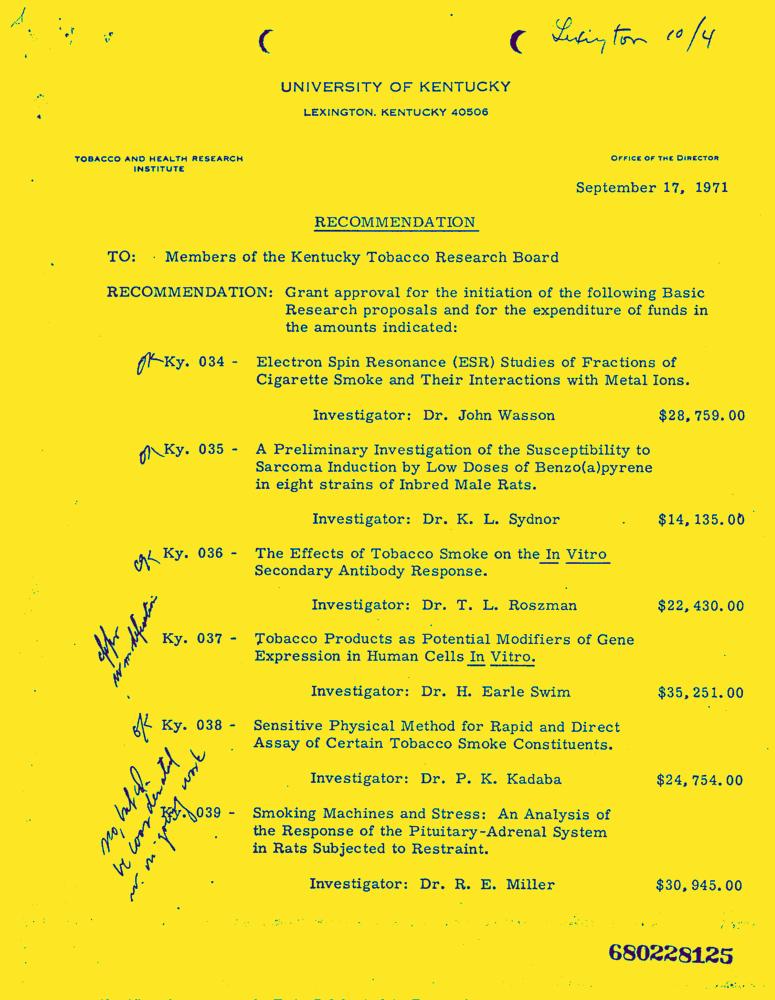 Lexington 10/4
UNIVERSITY OF KENTUCKY
LEXINGTON, KENTUCKY 40506
TOBACCO AND HEALTH RESEARCH
INSTITUTE
OFFICE OF THE DIRECTOR
September 17, 1971
RECOMMENDATION
TO: Members of the Kentucky Tobacco Research Board
RECOMMENDATION: Grant approval for the initiation of the following Basic
Research proposals and for the expenditure of funds in
the amounts indicated:
ok Ky. 034 - Electron Spin Resonance (ESR) Studies of Fractions of
Cigarette Smoke and Their Interactions with Metal Ions.
Investigator: Dr. John Wasson $28,759.00
ok Ky. 035 - A Preliminary Investigation of the Susceptibility to
Sarcoma Induction by Low Doses of Benzo(a)pyrene
in eight strains of Inbred Male Rats.
Investigator: Dr. K. L. Sydnor $14,135.00
ok Ky. 036 - The Effects of Tobacco Smoke on the In Vitro
Secondary Antibody Response.
Investigator: Dr. T. L. Roszman $22,430.00
Ky. 037 - Tobacco Products as Potential Modifiers of Gene
Expression in Human Cells In Vitro.
Investigator: Dr. H. Earle Swim $35,251.00
ok Ky. 038 - Sensitive Physical Method for Rapid and Direct
Assay of Certain Tobacco Smoke Constituents.
Investigator: Dr. P. K. Kadaba $24,754.00
no, but
be considered
work
Ky. 039 - Smoking Machines and Stress: An Analysis of
the Response of the Pituitary-Adrenal System
in Rats Subjected to Restraint.
Investigator: Dr. R. E. Miller $30,945.00
680228125